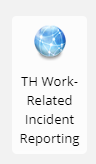 TH Work-
Related
Incident
Reporting